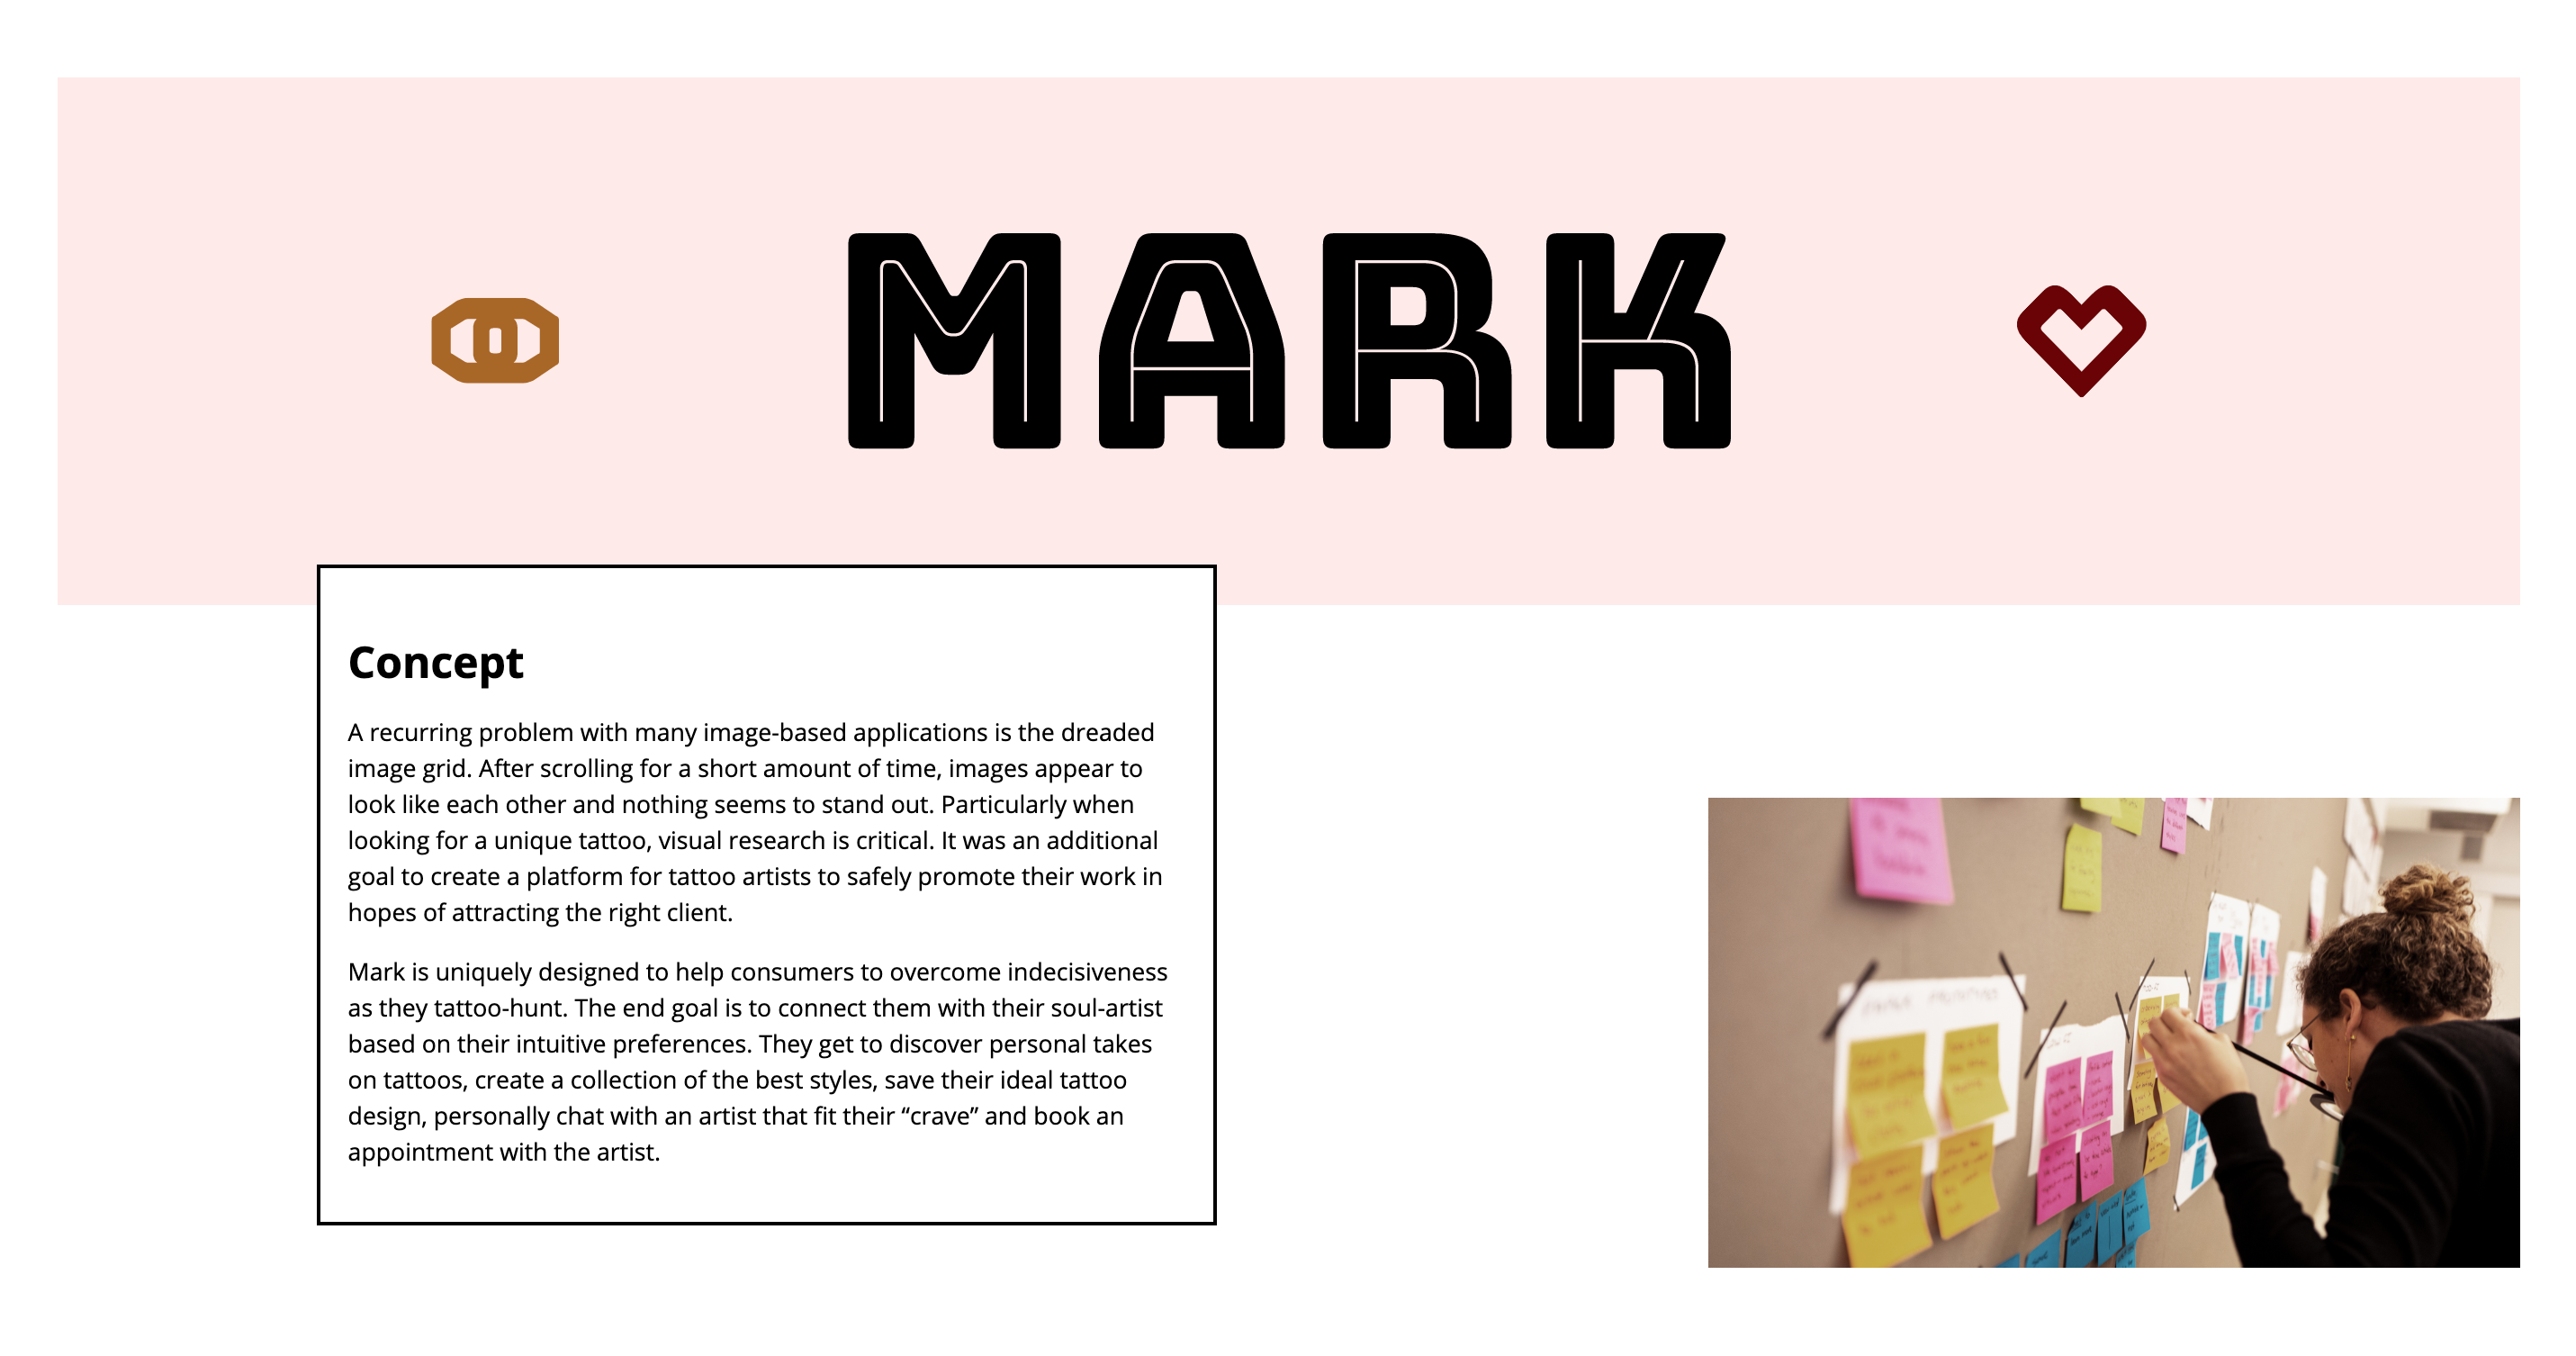 MARK
Concept
A recurring problem with many image-based applications is the dreaded
image grid. After scrolling for a short amount of time, images appear to
look like each other and nothing seems to stand out. Particularly when
looking for a unique tattoo, visual research is critical. It was an additional
goal to create a platform for tattoo artists to safely promote their work in
hopes of attracting the right client.
Mark is uniquely designed to help consumers to overcome indecisiveness
as they tattoo-hunt. The end goal is to connect them with their soul-artist
based on their intuitive preferences. They get to discover personal takes
on tattoos, create a collection of the best styles, save their ideal tattoo
design, personally chat with an artist that fit their “crave” and book an
appointment with the artist.